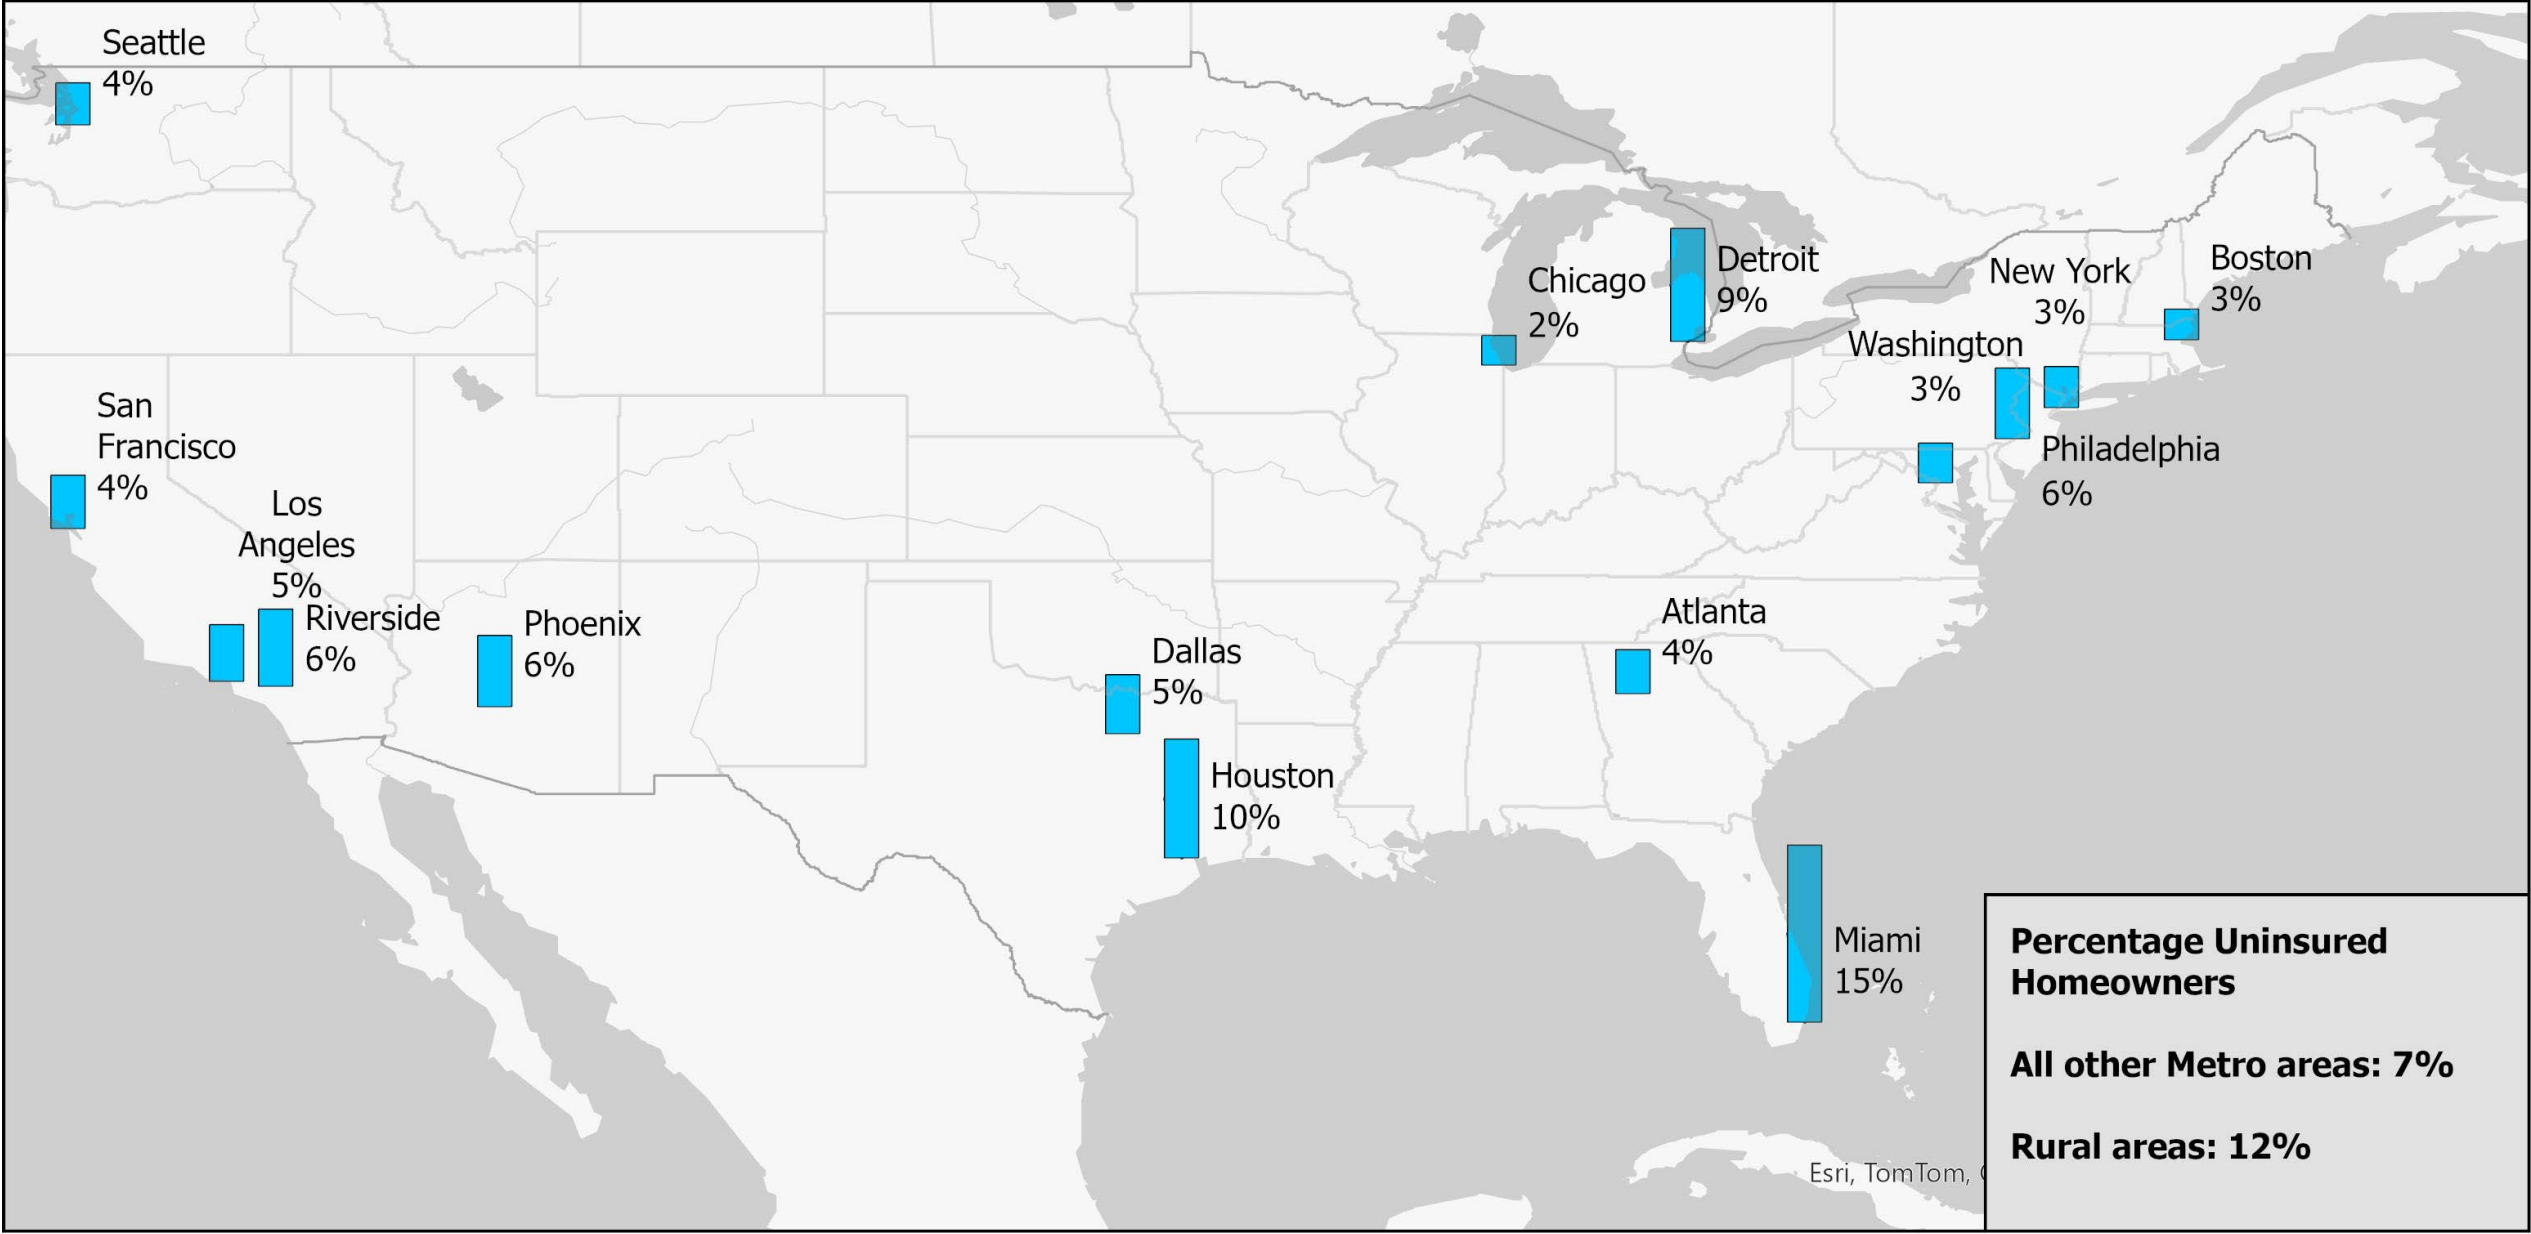 Seattle
4%
San
Francisco
4%
Los
Angeles
5%
Riverside
6%
Phoenix
6%
Dallas
5%
Houston
10%
Chicago
2%
Detroit
9%
Atlanta
4%
Miami
15%
Washington
3%
New York
3%
Boston
3%
Philadelphia
6%
Esri, TomTom,
Percentage Uninsured
Homeowners
All other Metro areas: 7%
Rural areas: 12%